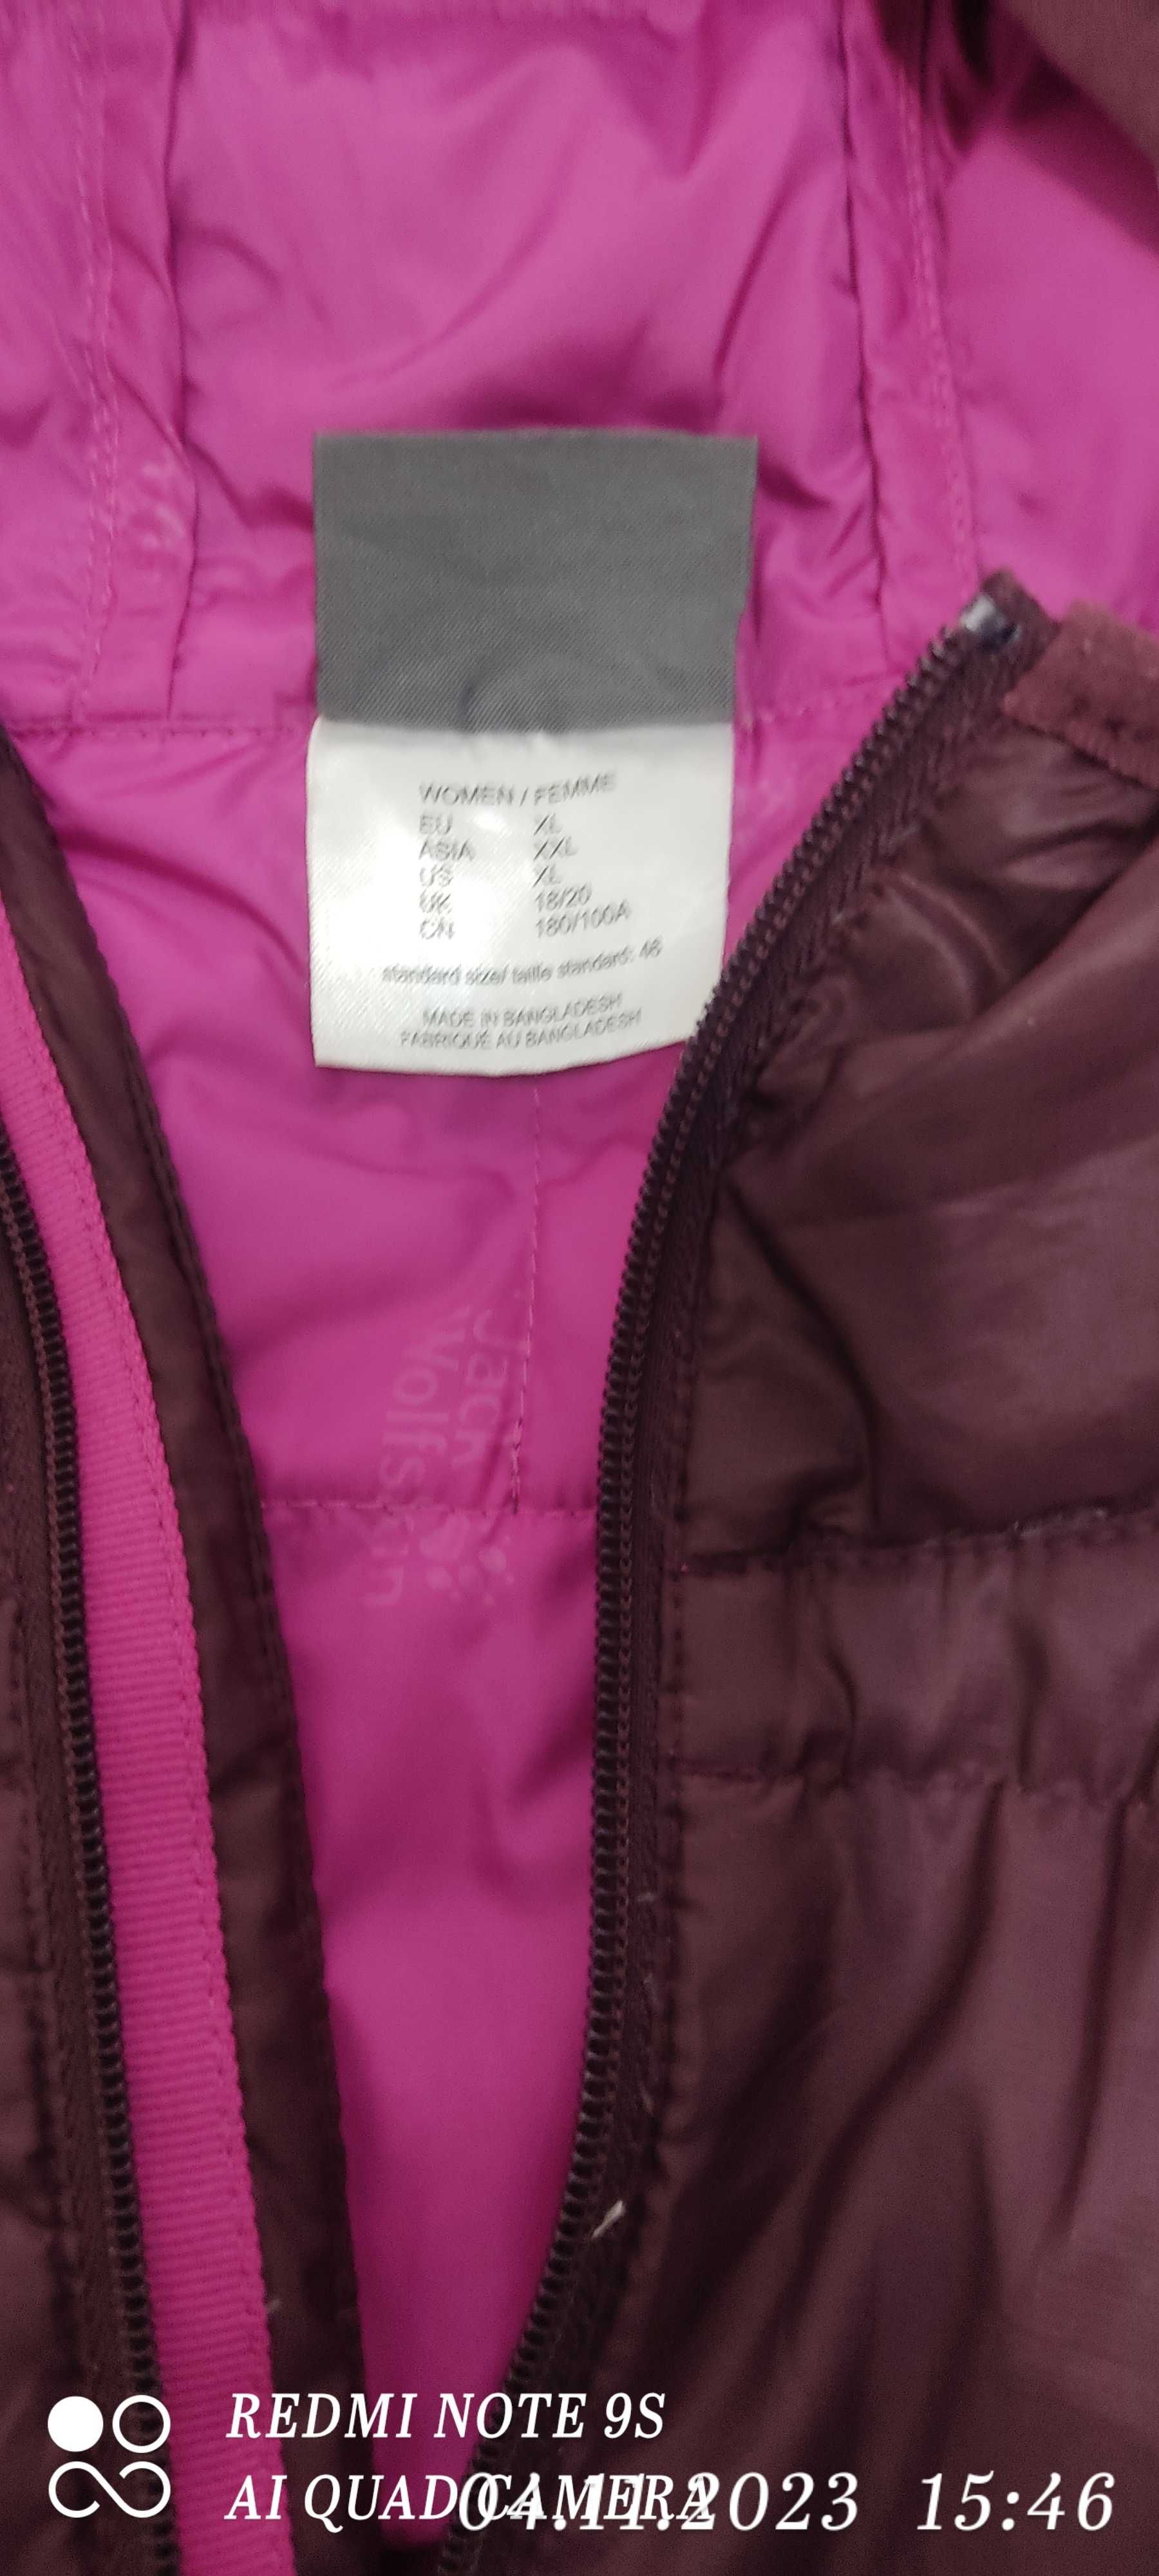 WOMEN / FEMME
EU XL
ASIA XXL
US XL
UK 18/20
CN 180/100A
standard size/ taille standard: 46
MADE IN BANGLADESH
FABRIQUÉ AU BANGLADESH
Jack
Wolfskin
REDMI NOTE 9S
AI QUAD CAMERA
04.11.2023 15:46